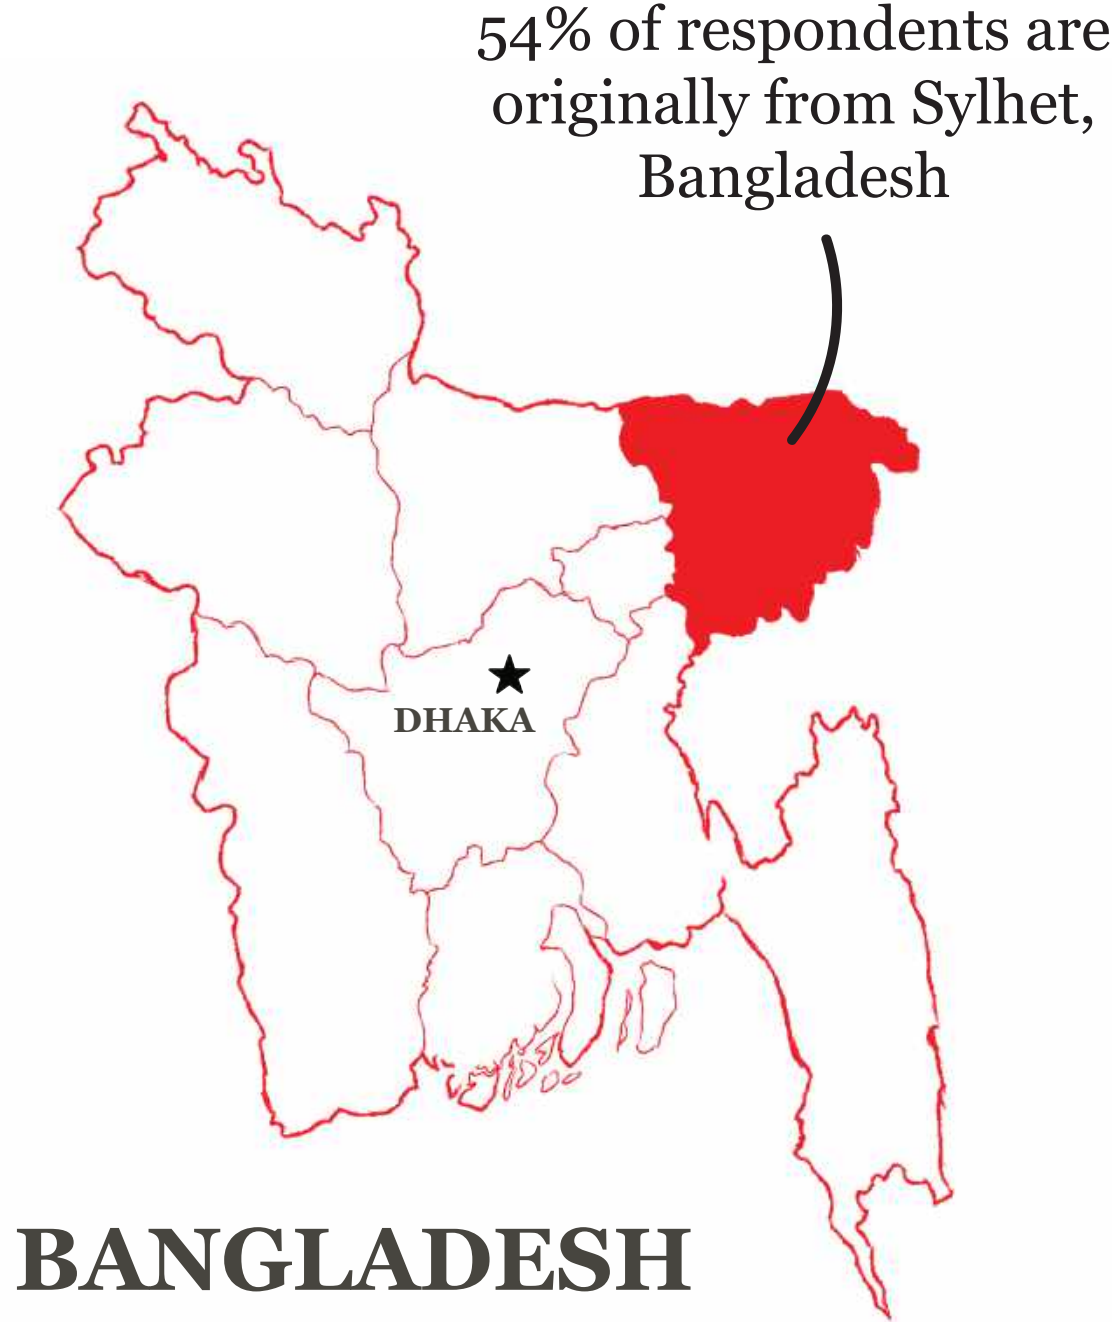 54% of respondents are
originally from Sylhet,
Bangladesh
DHAKA
BANGLADESH